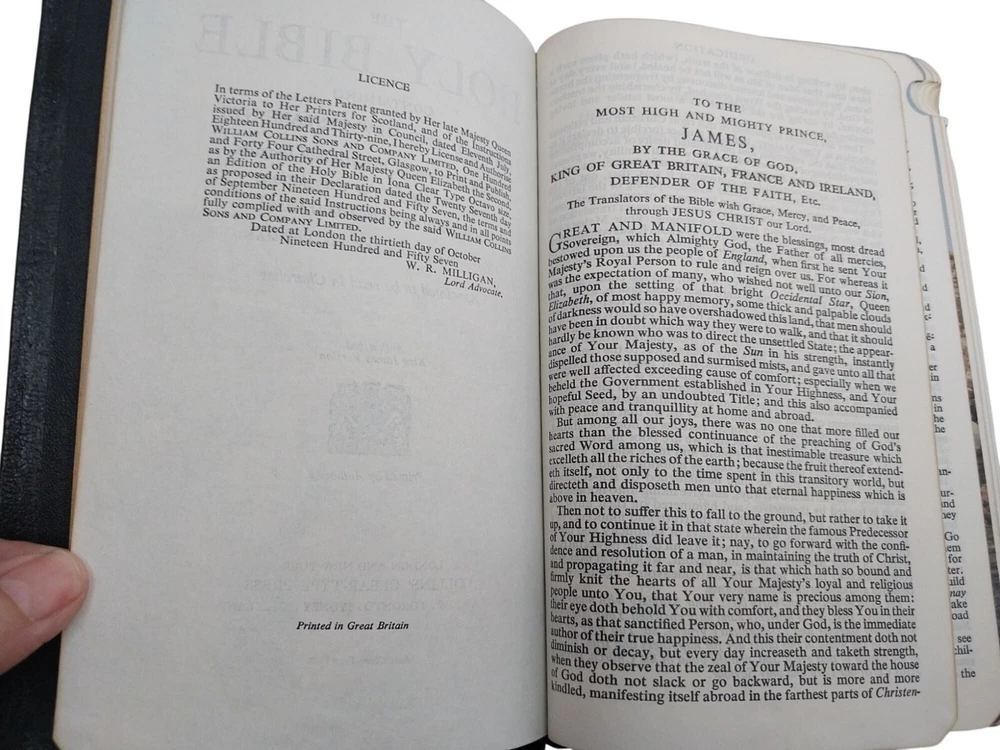 LICENCE
In terms of the Letters Patent granted by Her late Majesty Queen
Victoria to Her Printers for Scotland, and of the Instructions
issued by Her said Majesty in Council, dated Eleventh July,
Eighteen Hundred and Thirty-nine, I hereby License and Authorise
WILLIAM COLLINS SONS AND COMPANY LIMITED, One Hundred
and Forty Four Cathedral Street, Glasgow, to Print and Publish,
as by the Authority of Her Majesty Queen Elizabeth the Second,
an Edition of the Holy Bible in Iona Clear Type Octavo size,
as proposed in their Declaration dated the Twenty Seventh day
of September Nineteen Hundred and Fifty Seven, the terms and
conditions of the said Instructions being always and in all points
fully complied with and observed by the said WILLIAM COLLINS
SONS AND COMPANY LIMITED.
Dated at London the thirtieth day of October
Nineteen Hundred and Fifty Seven
W. R. MILLIGAN,
Lord Advocate.
Printed in Great Britain
TO THE
MOST HIGH AND MIGHTY PRINCE,
JAMES,
BY THE GRACE OF GOD,
KING OF GREAT BRITAIN, FRANCE AND IRELAND,
DEFENDER OF THE FAITH, Etc.
The Translators of the Bible wish Grace, Mercy, and Peace,
through JESUS CHRIST our Lord.
GREAT AND MANIFOLD were the blessings, most dread
Sovereign, which Almighty God, the Father of all mercies,
bestowed upon us the people of England, when first he sent Your
Majesty's Royal Person to rule and reign over us. For whereas it
was the expectation of many, who wished not well unto our Sion,
that, upon the setting of that bright Occidental Star, Queen
Elizabeth, of most happy memory, some thick and palpable clouds
of darkness would so have overshadowed this land, that men should
have been in doubt which way they were to walk, and that it should
hardly be known who was to direct the unsettled State; the appear-
ance of Your Majesty, as of the Sun in his strength, instantly
dispelled those supposed and surmised mists, and gave unto all that
were well affected exceeding cause of comfort; especially when we
beheld the Government established in Your Highness, and Your
hopeful Seed, by an undoubted Title; and this also accompanied
with peace and tranquillity at home and abroad.
But among all our joys, there was no one that more filled our
hearts than the blessed continuance of the preaching of God's
sacred Word among us, which is that inestimable treasure which
excelleth all the riches of the earth; because the fruit thereof extend-
eth itself, not only to the time spent in this transitory world, but
directeth and disposeth men unto that eternal happiness which is
above in heaven.
Then not to suffer this to fall to the ground, but rather to take it
up, and to continue it in that state wherein the famous Predecessor
of Your Highness did leave it; nay, to go forward with the confi-
dence and resolution of a man, in maintaining the truth of Christ,
and propagating it far and near, is that which hath so bound and
firmly knit the hearts of all Your Majesty's loyal and religious
people unto You, that Your very name is precious among them:
their eye doth behold You with comfort, and they bless You in their
hearts, as that sanctified Person, who, under God, is the immediate
author of their true happiness. And this their contentment doth not
diminish or decay, but every day increaseth and taketh strength,
when they observe that the zeal of Your Majesty toward the house
of God doth not slack or go backward, but is more and more
kindled, manifesting itself abroad in the farthest parts of Christen-